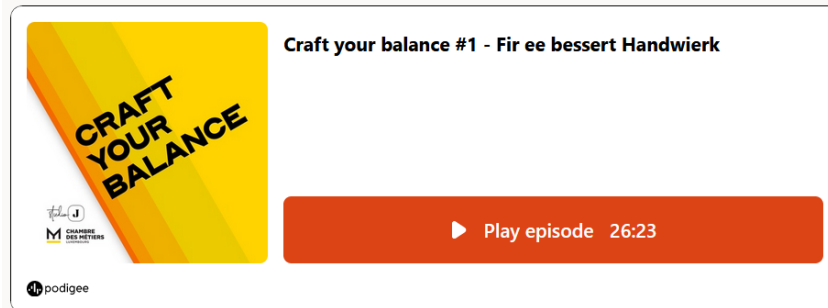 Craft your balance #1 - Fir ee bessert Handwierk
CRAFT
YOUR
BALANCE
Studio J
CHAMBRE
DES MÉTIERS
LUXEMBOURG
Play episode 26:23
podigee